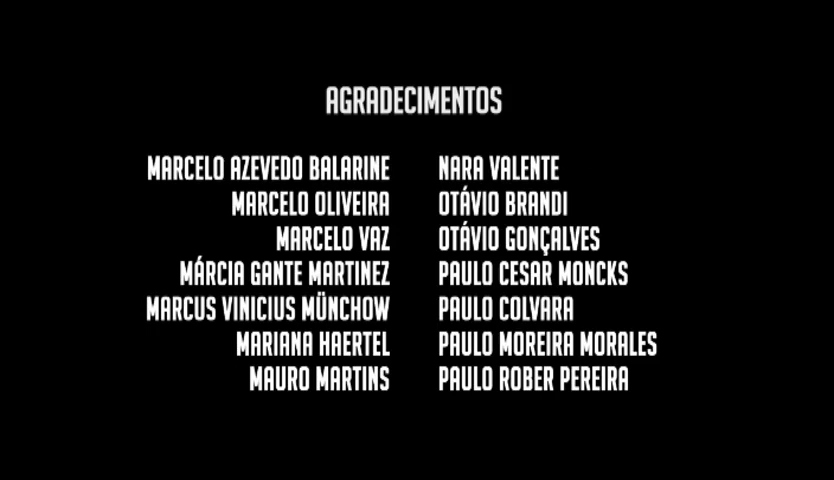 AGRADECIMENTOS
MARCELO AZEVEDO BALARINE
MARCELO OLIVEIRA
MARCELO VAZ
MÁRCIA GANTE MARTINEZ
MARCUS VINICIUS MÜNCHOW
MARIANA HAERTEL
MAURO MARTINS
NARA VALENTE
OTÁVIO BRANDI
OTÁVIO GONÇALVES
PAULO CESAR MONCKS
PAULO COLVARA
PAULO MOREIRA MORALES
PAULO ROBER PEREIRA